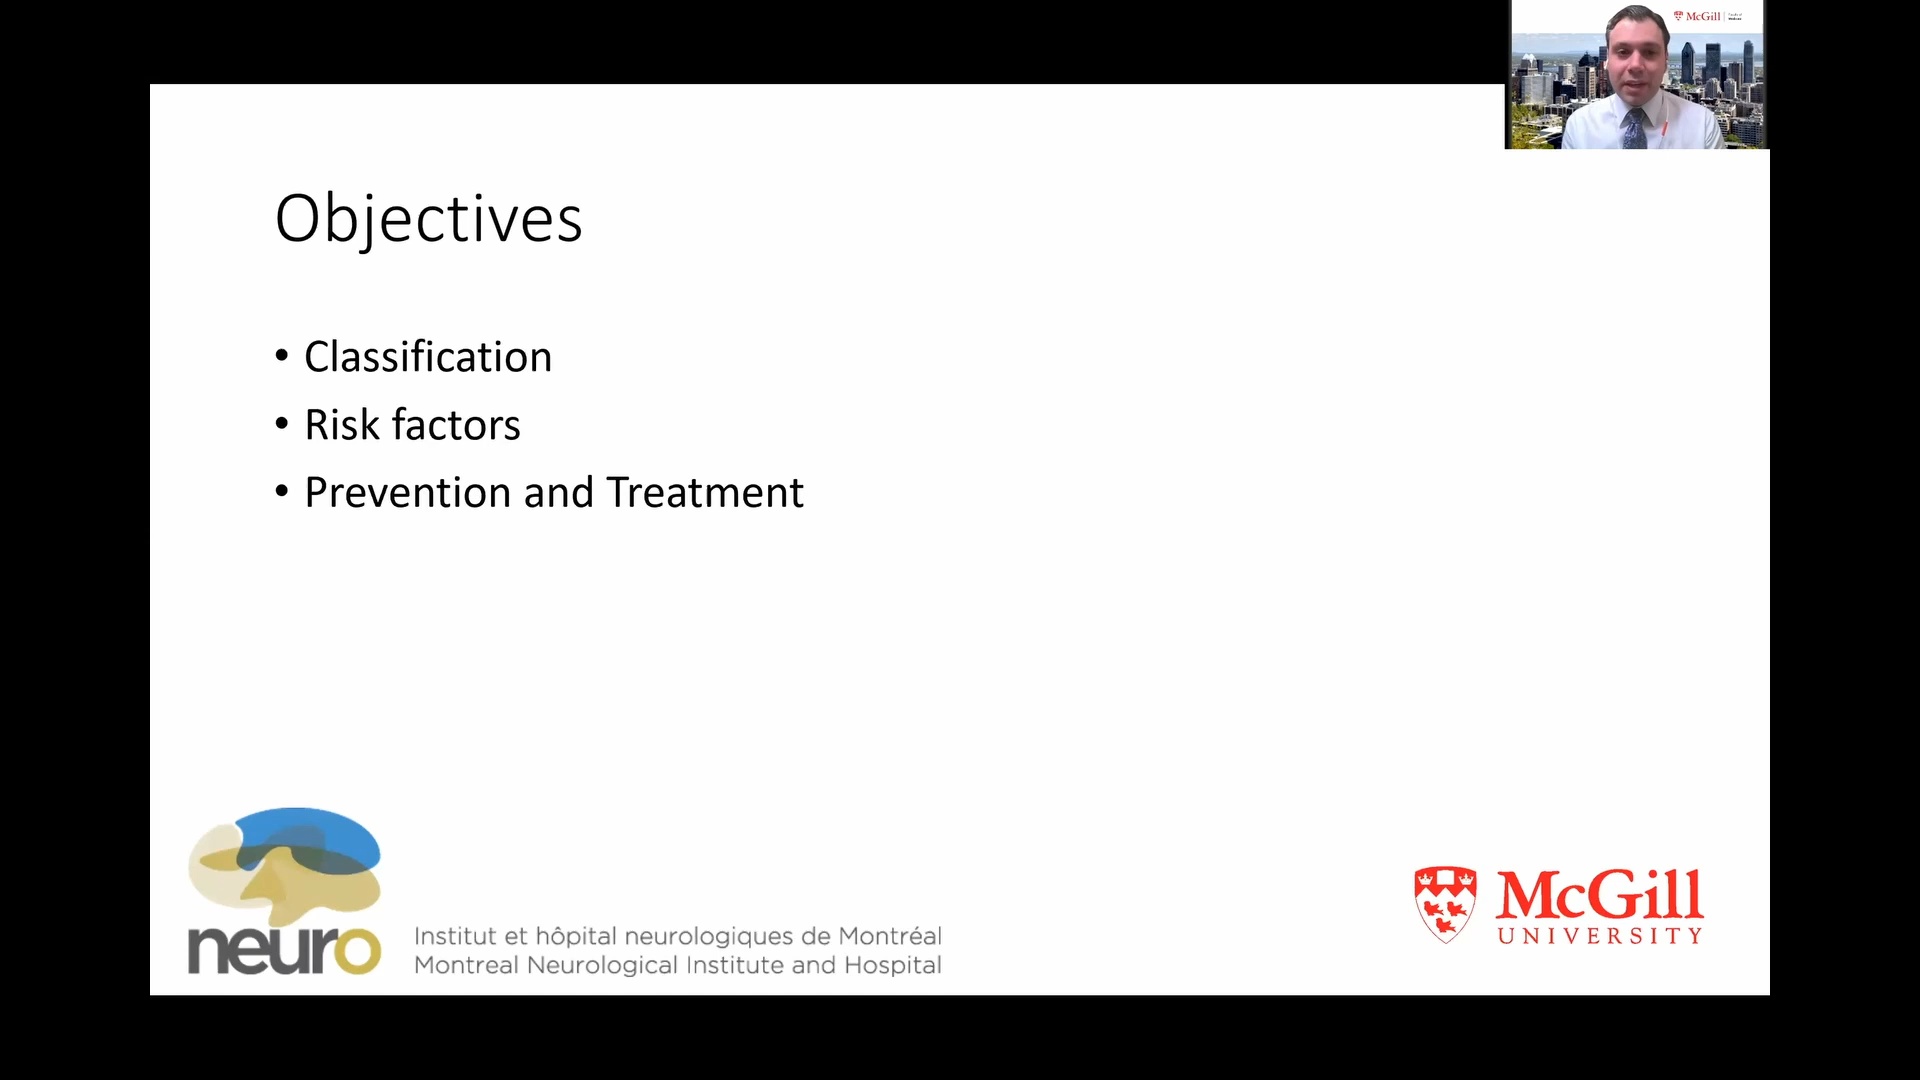 McGill
Objectives
• Classification
• Risk factors
• Prevention and Treatment
neuro
Institut et hôpital neurologiques de Montréal
Montreal Neurological Institute and Hospital
McGill
UNIVERSITY